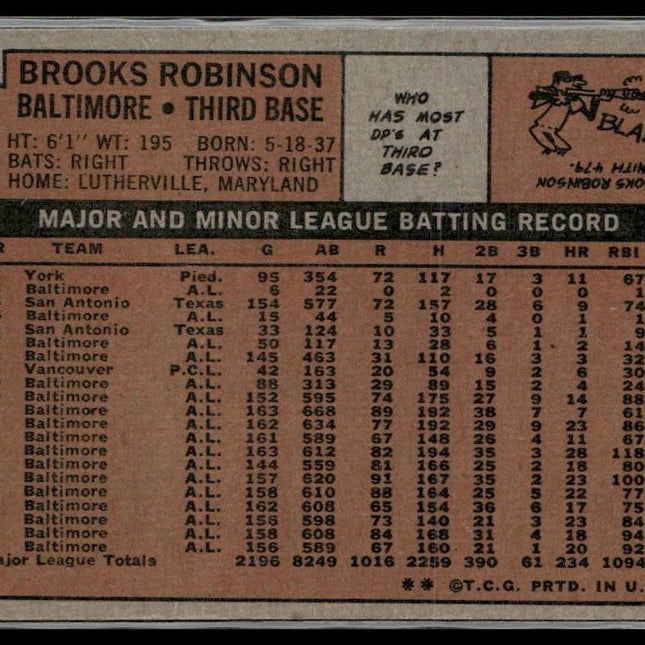 BROOKS ROBINSON
BALTIMORE • THIRD BASE
HT: 6'1" WT: 195 BORN: 5-18-37
BATS: RIGHT THROWS: RIGHT
HOME: LUTHERVILLE, MARYLAND
WHO
HAS MOST
DP'S AT
THIRD
BASE?
BLA
OKS ROBINSON
WITH 479.
MAJOR AND MINOR LEAGUE BATTING RECORD
R TEAM LEA. G AB R H 2B 3B HR RBI
York Pied. 95 354 72 117 17 3 11 67
Baltimore A.L. 6 22 0 2 0 0 0 1
San Antonio Texas 154 577 72 157 28 6 9 74
Baltimore A.L. 15 44 5 10 4 0 1 1
San Antonio Texas 33 124 10 33 5 1 1 9
Baltimore A.L. 50 117 13 28 6 1 2 14
Baltimore A.L. 145 463 31 110 16 3 3 32
Vancouver P.C.L. 42 163 20 54 9 2 6 30
Baltimore A.L. 88 313 29 89 15 2 4 24
Baltimore A.L. 152 595 74 175 27 9 14 88
Baltimore A.L. 163 668 89 192 38 7 7 61
Baltimore A.L. 162 634 77 192 29 9 23 86
Baltimore A.L. 161 589 67 148 26 4 11 67
Baltimore A.L. 163 612 82 194 35 3 28 118
Baltimore A.L. 144 559 81 166 25 2 18 80
Baltimore A.L. 157 620 91 167 35 2 23 100
Baltimore A.L. 158 610 88 164 25 5 22 77
Baltimore A.L. 162 608 65 154 36 6 17 75
Baltimore A.L. 156 598 73 140 21 3 23 84
Baltimore A.L. 158 608 84 168 31 4 18 94
Baltimore A.L. 156 589 67 160 21 1 20 92
ajor League Totals 2196 8249 1016 2259 390 61 234 1094
** ©T.C.G. PRTD. IN U.